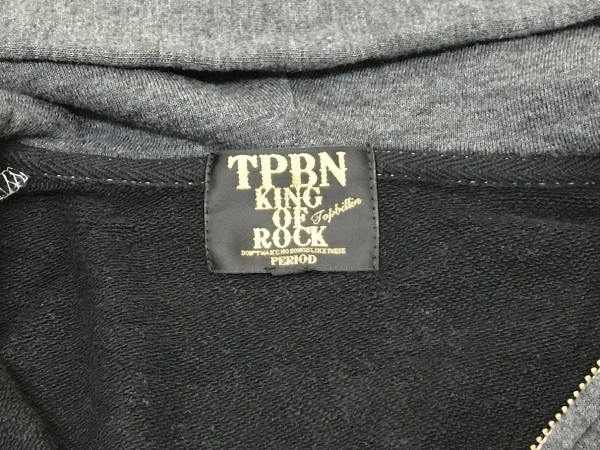 TPBN
KING
OF Topbillin
ROCK
DON'T MAKE NO SONGS LIKE THESE
PERIOD